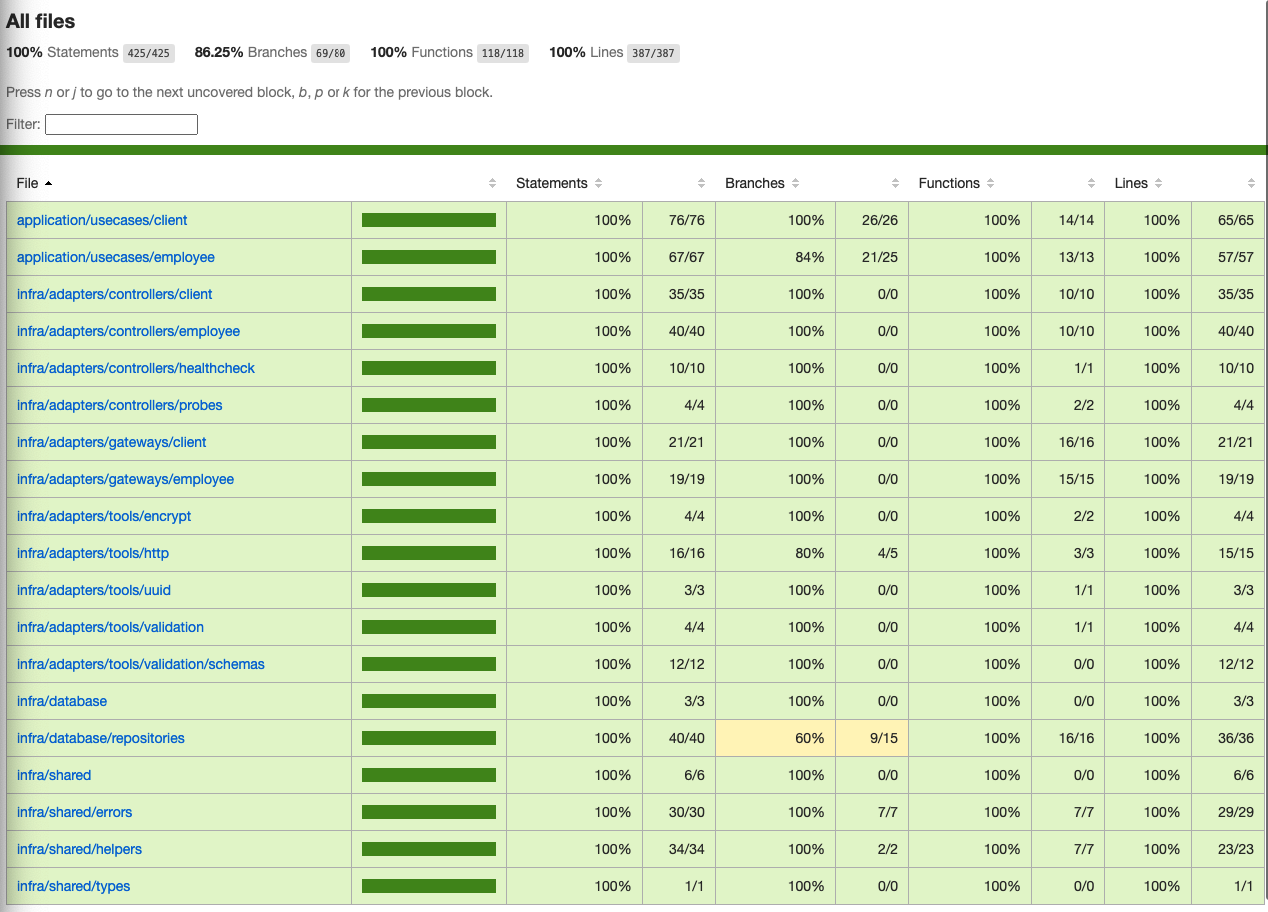 All files
100% Statements 425/425 86.25% Branches 69/80 100% Functions 118/118 100% Lines 387/387
Press n or j to go to the next uncovered block, b, p or k for the previous block.
Filter:
File Statements Branches Functions Lines
application/usecases/client 100% 76/76 100% 26/26 100% 14/14 100% 65/65
application/usecases/employee 100% 67/67 84% 21/25 100% 13/13 100% 57/57
infra/adapters/controllers/client 100% 35/35 100% 0/0 100% 10/10 100% 35/35
infra/adapters/controllers/employee 100% 40/40 100% 0/0 100% 10/10 100% 40/40
infra/adapters/controllers/healthcheck 100% 10/10 100% 0/0 100% 1/1 100% 10/10
infra/adapters/controllers/probes 100% 4/4 100% 0/0 100% 2/2 100% 4/4
infra/adapters/gateways/client 100% 21/21 100% 0/0 100% 16/16 100% 21/21
infra/adapters/gateways/employee 100% 19/19 100% 0/0 100% 15/15 100% 19/19
infra/adapters/tools/encrypt 100% 4/4 100% 0/0 100% 2/2 100% 4/4
infra/adapters/tools/http 100% 16/16 80% 4/5 100% 3/3 100% 15/15
infra/adapters/tools/uuid 100% 3/3 100% 0/0 100% 1/1 100% 3/3
infra/adapters/tools/validation 100% 4/4 100% 0/0 100% 1/1 100% 4/4
infra/adapters/tools/validation/schemas 100% 12/12 100% 0/0 100% 0/0 100% 12/12
infra/database 100% 3/3 100% 0/0 100% 0/0 100% 3/3
infra/database/repositories 100% 40/40 60% 9/15 100% 16/16 100% 36/36
infra/shared 100% 6/6 100% 0/0 100% 0/0 100% 6/6
infra/shared/errors 100% 30/30 100% 7/7 100% 7/7 100% 29/29
infra/shared/helpers 100% 34/34 100% 2/2 100% 7/7 100% 23/23
infra/shared/types 100% 1/1 100% 0/0 100% 0/0 100% 1/1